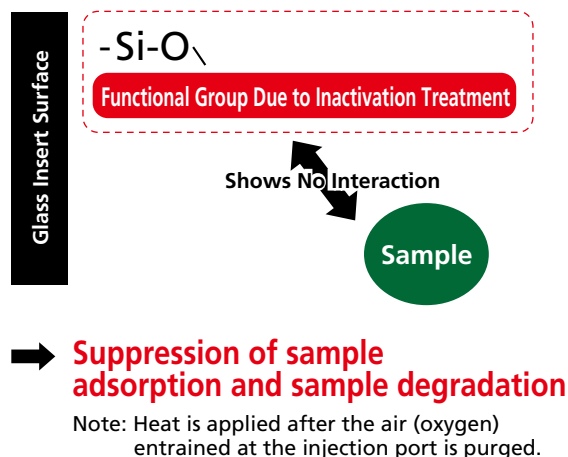 Glass Insert Surface
-Si-O
Functional Group Due to Inactivation Treatment
Shows No Interaction
Sample
Suppression of sample
adsorption and sample degradation
Note: Heat is applied after the air (oxygen)
entrained at the injection port is purged.